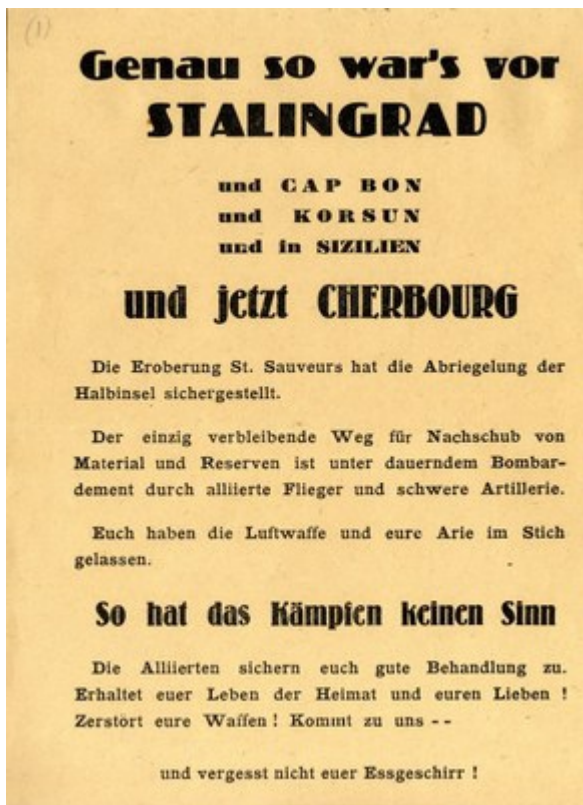 (1)
Genau so war's vor
STALINGRAD
und CAP BON
und KORSUN
und in SIZILIEN
und jetzt CHERBOURG
Die Eroberung St. Sauveurs hat die Abriegelung der
Halbinsel sichergestellt.
Der einzig verbleibende Weg für Nachschub von
Material und Reserven ist unter dauerndem Bombar-
dement durch alliierte Flieger und schwere Artillerie.
Euch haben die Luftwaffe und eure Arie im Stich
gelassen.
So hat das Kämpfen keinen Sinn
Die Alliierten sichern euch gute Behandlung zu.
Erhaltet euer Leben der Heimat und euren Lieben !
Zerstört eure Waffen ! Kommt zu uns - -
und vergesst nicht euer Essgeschirr !